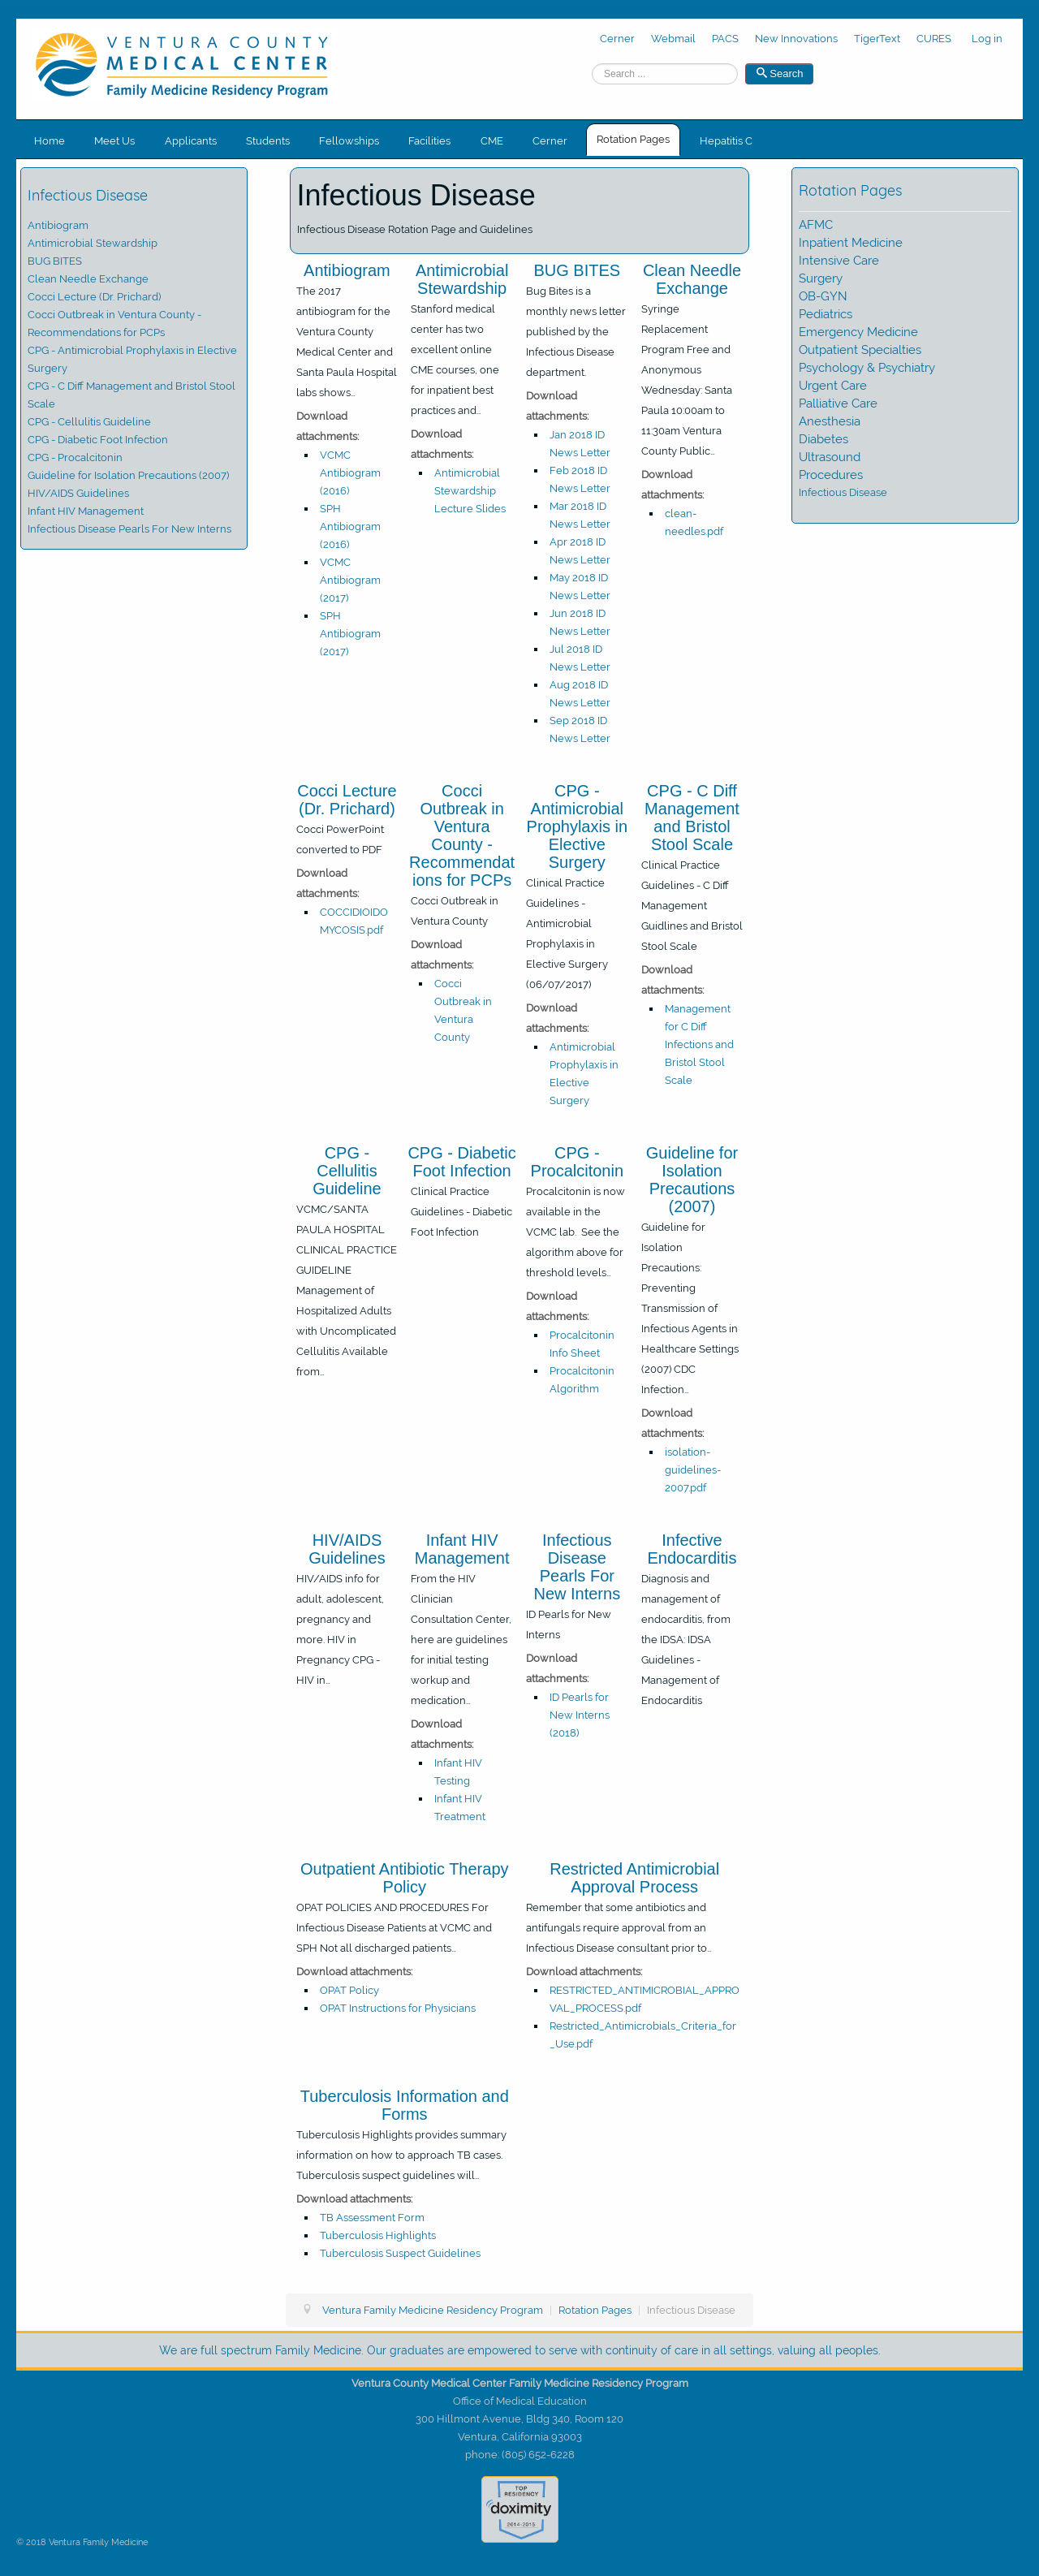 VENTURA COUNTY
MEDICAL CENTER
Family Medicine Residency Program
Cerner
Webmail
PACS
New Innovations
TigerText
CURES
Log in
Search ...
Search
Home
Meet Us
Applicants
Students
Fellowships
Facilities
CME
Cerner
Rotation Pages
Hepatitis C
Infectious Disease
Antibiogram
Antimicrobial Stewardship
BUG BITES
Clean Needle Exchange
Cocci Lecture (Dr. Prichard)
Cocci Outbreak in Ventura County -
Recommendations for PCPs
CPG - Antimicrobial Prophylaxis in Elective
Surgery
CPG - C Diff Management and Bristol Stool
Scale
CPG - Cellulitis Guideline
CPG - Diabetic Foot Infection
CPG - Procalcitonin
Guideline for Isolation Precautions (2007)
HIV/AIDS Guidelines
Infant HIV Management
Infectious Disease Pearls For New Interns
Infectious Disease
Infectious Disease Rotation Page and Guidelines
Antibiogram
The 2017
antibiogram for the
Ventura County
Medical Center and
Santa Paula Hospital
labs shows...
Download
attachments:
VCMC
Antibiogram
(2016)
SPH
Antibiogram
(2016)
VCMC
Antibiogram
(2017)
SPH
Antibiogram
(2017)
Antimicrobial
Stewardship
Stanford medical
center has two
excellent online
CME courses, one
for inpatient best
practices and...
Download
attachments:
Antimicrobial
Stewardship
Lecture Slides
BUG BITES
Bug Bites is a
monthly news letter
published by the
Infectious Disease
department.
Download
attachments:
Jan 2018 ID
News Letter
Feb 2018 ID
News Letter
Mar 2018 ID
News Letter
Apr 2018 ID
News Letter
May 2018 ID
News Letter
Jun 2018 ID
News Letter
Jul 2018 ID
News Letter
Aug 2018 ID
News Letter
Sep 2018 ID
News Letter
Clean Needle
Exchange
Syringe
Replacement
Program Free and
Anonymous
Wednesday: Santa
Paula 10:00am to
11:30am Ventura
County Public...
Download
attachments:
clean-
needles.pdf
Rotation Pages
AFMC
Inpatient Medicine
Intensive Care
Surgery
OB-GYN
Pediatrics
Emergency Medicine
Outpatient Specialties
Psychology & Psychiatry
Urgent Care
Palliative Care
Anesthesia
Diabetes
Ultrasound
Procedures
Infectious Disease
Cocci Lecture
(Dr. Prichard)
Cocci PowerPoint
converted to PDF
Download
attachments:
COCCIDIOIDO
MYCOSIS.pdf
Cocci
Outbreak in
Ventura
County -
Recommendat
ions for PCPs
Cocci Outbreak in
Ventura County
Download
attachments:
Cocci
Outbreak in
Ventura
County
CPG -
Antimicrobial
Prophylaxis in
Elective
Surgery
Clinical Practice
Guidelines -
Antimicrobial
Prophylaxis in
Elective Surgery
(06/07/2017)
Download
attachments:
Antimicrobial
Prophylaxis in
Elective
Surgery
CPG - C Diff
Management
and Bristol
Stool Scale
Clinical Practice
Guidelines - C Diff
Management
Guidlines and Bristol
Stool Scale
Download
attachments:
Management
for C Diff
Infections and
Bristol Stool
Scale
CPG -
Cellulitis
Guideline
VCMC/SANTA
PAULA HOSPITAL
CLINICAL PRACTICE
GUIDELINE
Management of
Hospitalized Adults
with Uncomplicated
Cellulitis Available
from...
CPG - Diabetic
Foot Infection
Clinical Practice
Guidelines - Diabetic
Foot Infection
CPG -
Procalcitonin
Procalcitonin is now
available in the
VCMC lab. See the
algorithm above for
threshold levels...
Download
attachments:
Procalcitonin
Info Sheet
Procalcitonin
Algorithm
Guideline for
Isolation
Precautions
(2007)
Guideline for
Isolation
Precautions:
Preventing
Transmission of
Infectious Agents in
Healthcare Settings
(2007) CDC
Infection...
Download
attachments:
isolation-
guidelines-
2007.pdf
HIV/AIDS
Guidelines
HIV/AIDS info for
adult, adolescent,
pregnancy and
more. HIV in
Pregnancy CPG -
HIV in...
Infant HIV
Management
From the HIV
Clinician
Consultation Center,
here are guidelines
for initial testing
workup and
medication...
Download
attachments:
Infant HIV
Testing
Infant HIV
Treatment
Infectious
Disease
Pearls For
New Interns
ID Pearls for New
Interns
Download
attachments:
ID Pearls for
New Interns
(2018)
Infective
Endocarditis
Diagnosis and
management of
endocarditis, from
the IDSA: IDSA
Guidelines -
Management of
Endocarditis
Outpatient Antibiotic Therapy
Policy
OPAT POLICIES AND PROCEDURES For
Infectious Disease Patients at VCMC and
SPH Not all discharged patients...
Download attachments:
OPAT Policy
OPAT Instructions for Physicians
Restricted Antimicrobial
Approval Process
Remember that some antibiotics and
antifungals require approval from an
Infectious Disease consultant prior to...
Download attachments:
RESTRICTED_ANTIMICROBIAL_APPRO
VAL_PROCESS.pdf
Restricted_Antimicrobials_Criteria_for
_Use.pdf
Tuberculosis Information and
Forms
Tuberculosis Highlights provides summary
information on how to approach TB cases.
Tuberculosis suspect guidelines will...
Download attachments:
TB Assessment Form
Tuberculosis Highlights
Tuberculosis Suspect Guidelines
Ventura Family Medicine Residency Program | Rotation Pages | Infectious Disease
We are full spectrum Family Medicine. Our graduates are empowered to serve with continuity of care in all settings, valuing all peoples.
Ventura County Medical Center Family Medicine Residency Program
Office of Medical Education
300 Hillmont Avenue, Bldg 340, Room 120
Ventura, California 93003
phone: (805) 652-6228
TOP
RESIDENCY
doximity
2014-2015
© 2018 Ventura Family Medicine